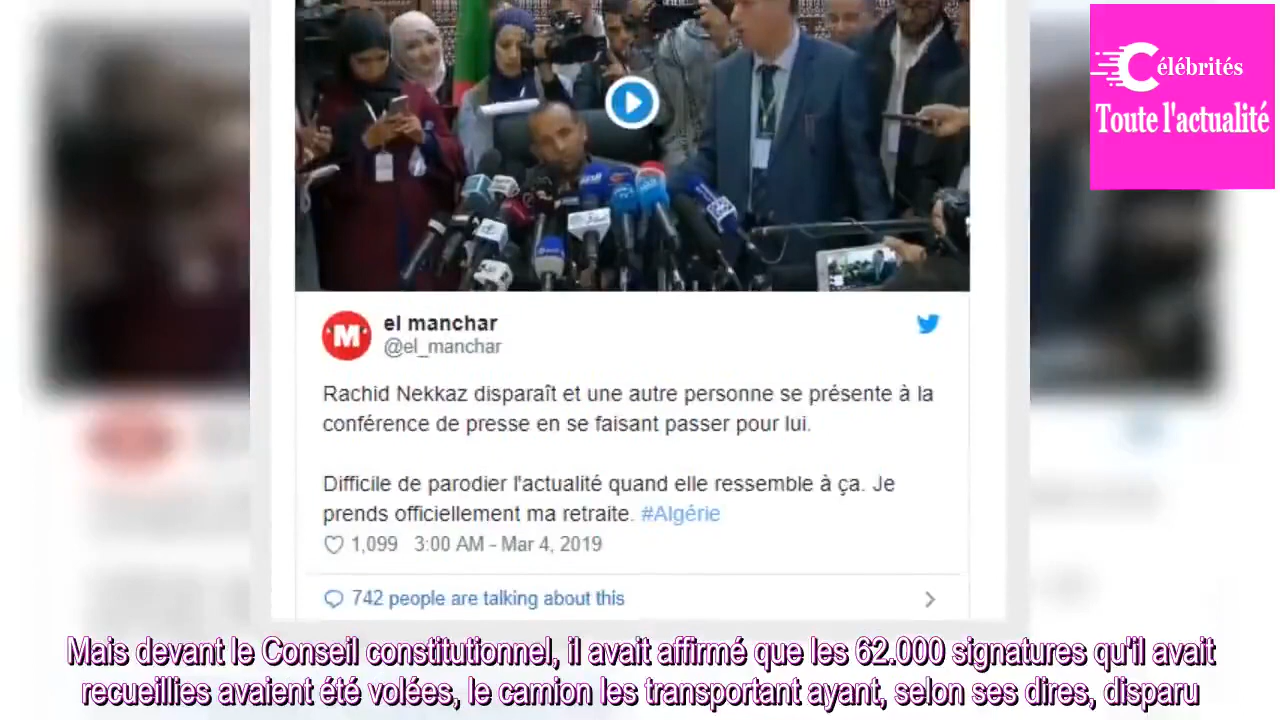 Célébrités
Toute l'actualité
M
el manchar
@el_manchar
Rachid Nekkaz disparaît et une autre personne se présente à la
conférence de presse en se faisant passer pour lui.
Difficile de parodier l'actualité quand elle ressemble à ça. Je
prends officiellement ma retraite. #Algérie
1,099 3:00 AM - Mar 4, 2019
742 people are talking about this
Mais devant le Conseil constitutionnel, il avait affirmé que les 62.000 signatures qu'il avait
recueillies avaient été volées, le camion les transportant ayant, selon ses dires, disparu